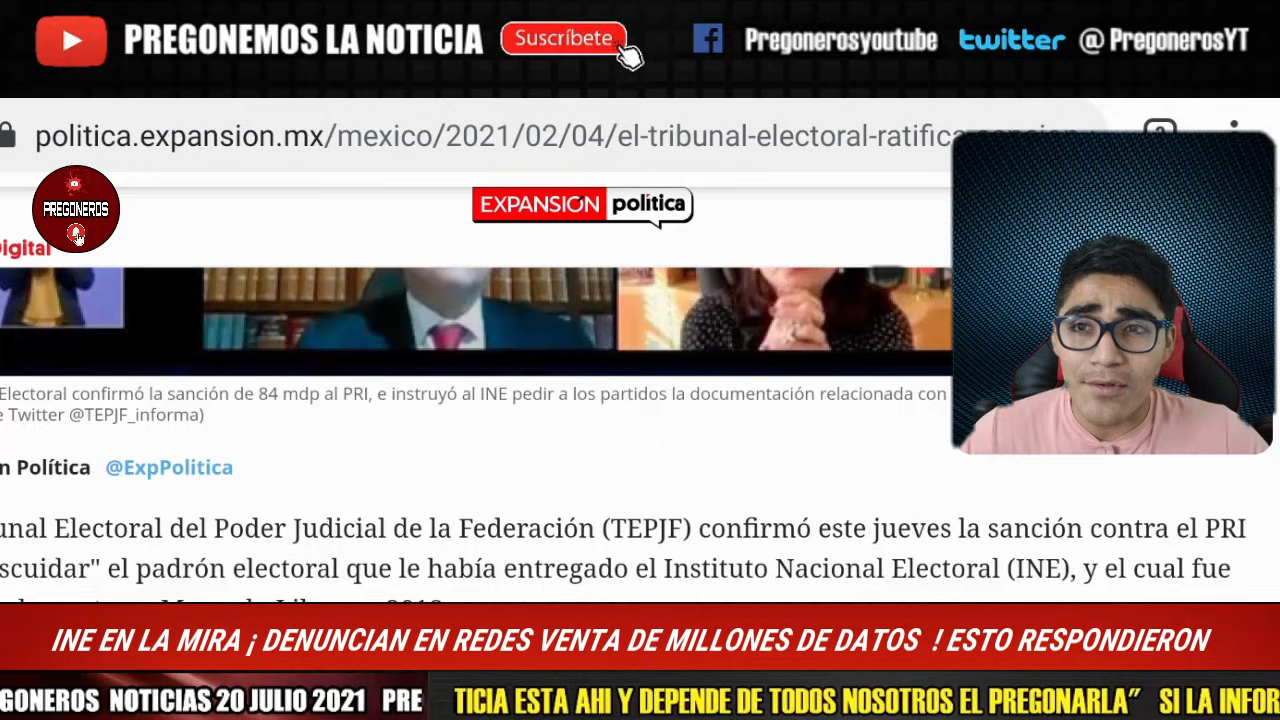 PREGONEMOS LA NOTICIA
Suscríbete
Pregonerosyoutube
twitter @ PregonerosYT
politica.expansion.mx/mexico/2021/02/04/el-tribunal-electoral-ratifica
PREGONEROS
EXPANSIÓN política
igital
Electoral confirmó la sanción de 84 mdp al PRI, e instruyó al INE pedir a los partidos la documentación relacionada con
Twitter @TEPJF_informa)
n Política @ExpPolitica
unal Electoral del Poder Judicial de la Federación (TEPJF) confirmó este jueves la sanción contra el PRI
scuidar" el padrón electoral que le había entregado el Instituto Nacional Electoral (INE), y el cual fue
INE EN LA MIRA ¡ DENUNCIAN EN REDES VENTA DE MILLONES DE DATOS ! ESTO RESPONDIERON
GONEROS NOTICIAS 20 JULIO 2021 PRE
TICIA ESTA AHI Y DEPENDE DE TODOS NOSOTROS EL PREGONARLA” SI LA INFOR